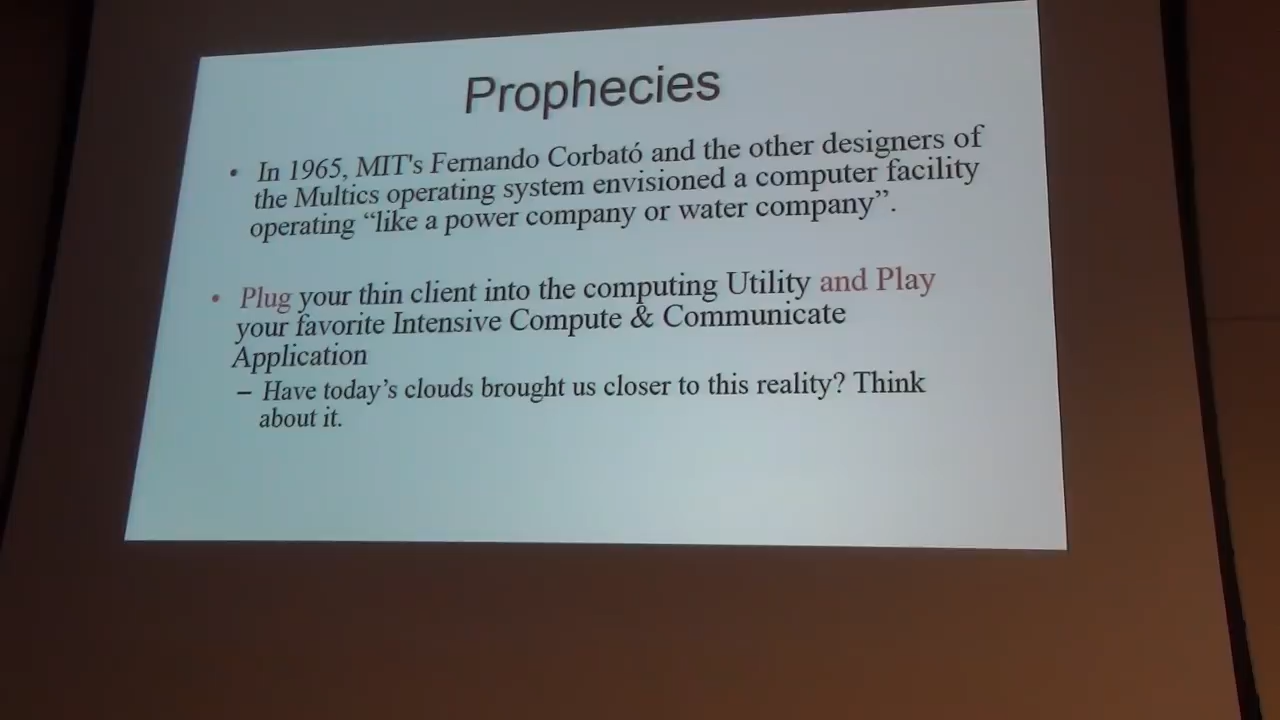 Prophecies
• In 1965, MIT's Fernando Corbató and the other designers of
the Multics operating system envisioned a computer facility
operating “like a power company or water company”.
• Plug your thin client into the computing Utility and Play
your favorite Intensive Compute & Communicate
Application
– Have today’s clouds brought us closer to this reality? Think
about it.